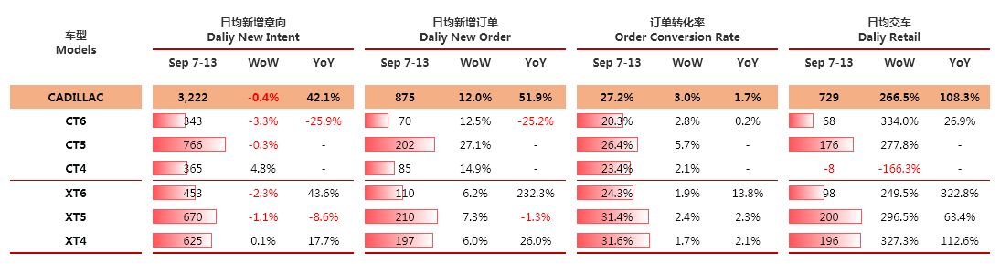 车型 日均新增意向 日均新增订单 订单转化率 日均交车
Models Daliy New Intent Daliy New Order Order Conversion Rate Daliy Retail
Sep 7-13 WoW YoY Sep 7-13 WoW YoY Sep 7-13 WoW YoY Sep 7-13 WoW YoY
CADILLAC 3,222 -0.4% 42.1% 875 12.0% 51.9% 27.2% 3.0% 1.7% 729 266.5% 108.3%
CT6 343 -3.3% -25.9% 70 12.5% -25.2% 20.3% 2.8% 0.2% 68 334.0% 26.9%
CT5 766 -0.3% - 202 27.1% - 26.4% 5.7% - 176 277.8% -
CT4 365 4.8% - 85 14.9% - 23.4% 2.1% - -8 -166.3% -
XT6 453 -2.3% 43.6% 110 6.2% 232.3% 24.3% 1.9% 13.8% 98 249.5% 322.8%
XT5 670 -1.1% -8.6% 210 7.3% -1.3% 31.4% 2.4% 2.3% 200 296.5% 63.4%
XT4 625 0.1% 17.7% 197 6.0% 26.0% 31.6% 1.7% 2.1% 196 327.3% 112.6%